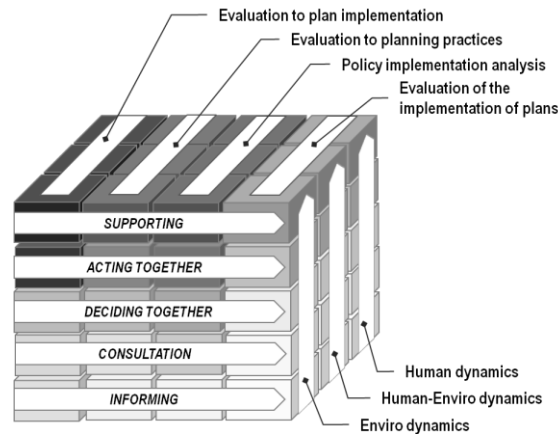 Evaluation to plan implementation
Evaluation to planning practices
Policy implementation analysis
Evaluation of the
implementation of plans
SUPPORTING
ACTING TOGETHER
DECIDING TOGETHER
CONSULTATION
INFORMING
Human dynamics
Human-Enviro dynamics
Enviro dynamics